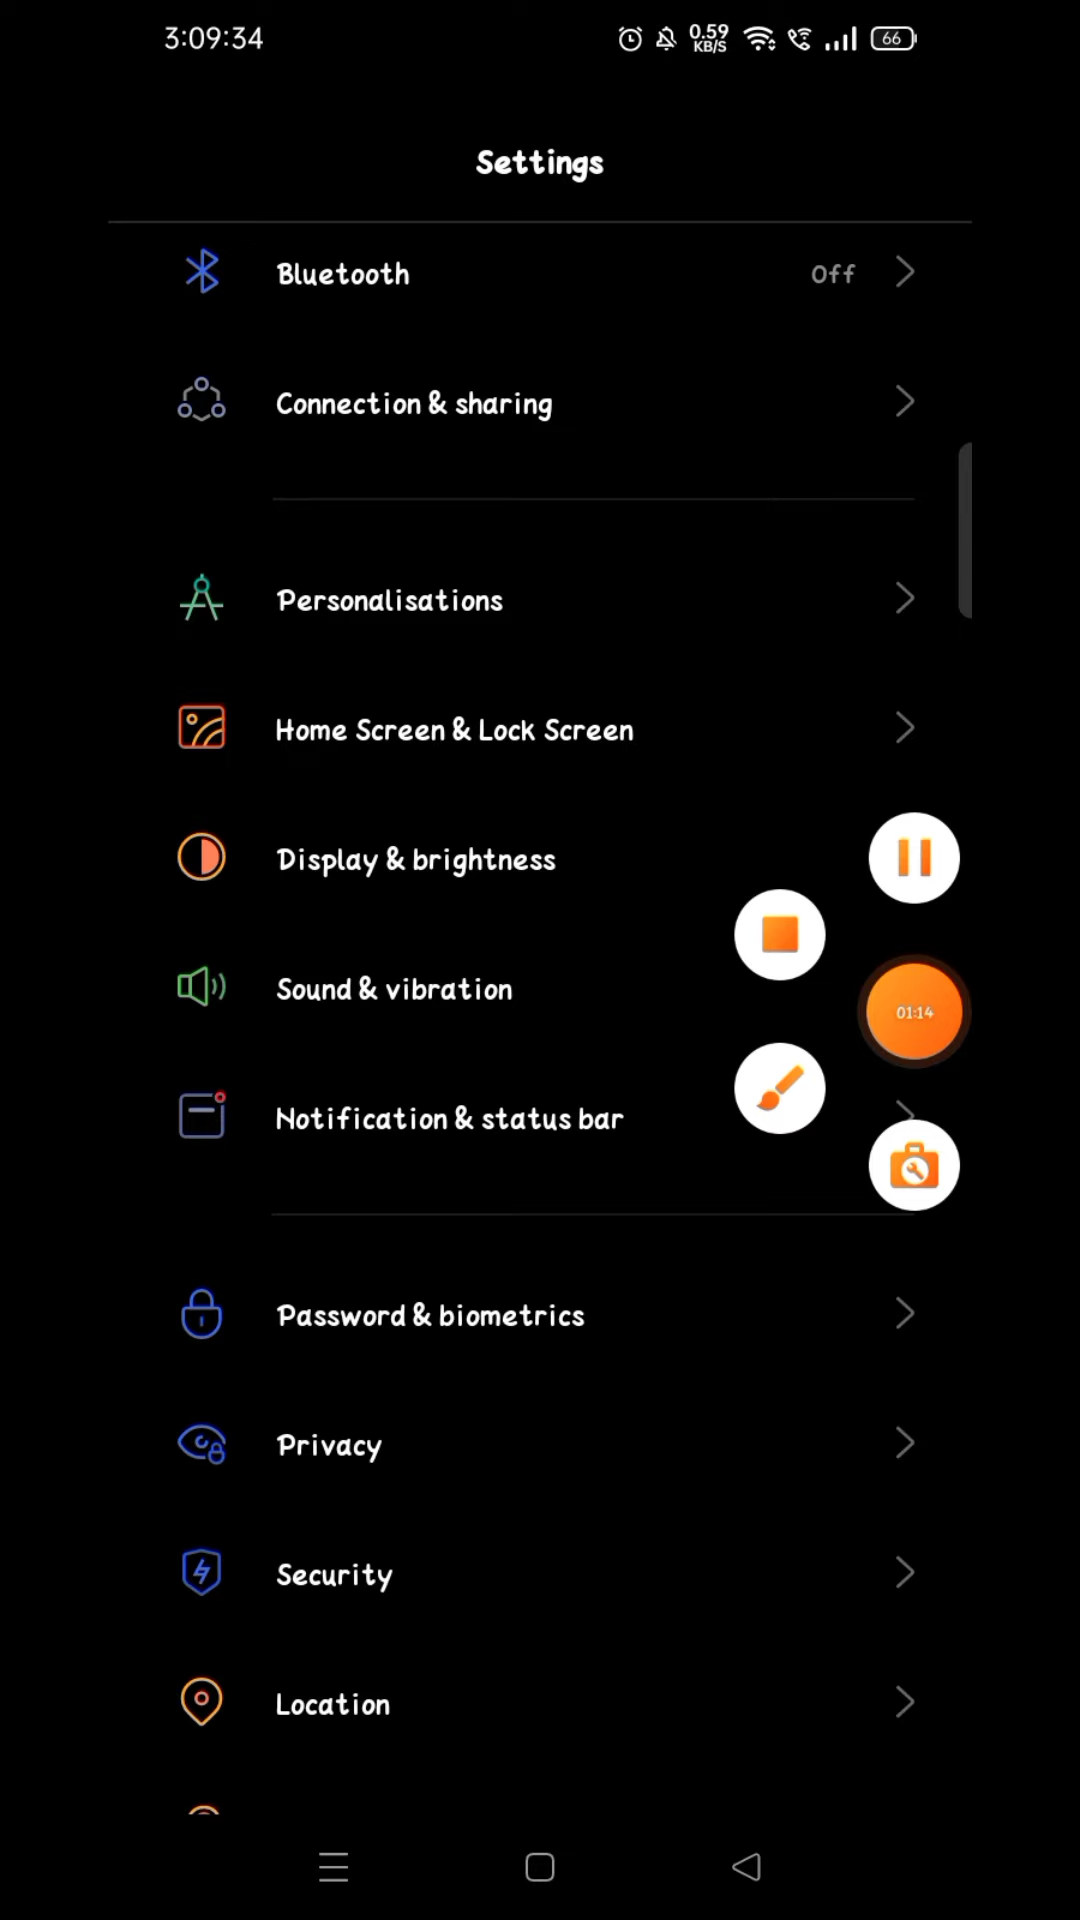 3:09:34
0.59
KB/S
66
Settings
Bluetooth
Off
Connection & sharing
Personalisations
Home Screen & Lock Screen
Display & brightness
Sound & vibration
01:14
Notification & status bar
Password & biometrics
Privacy
Security
Location